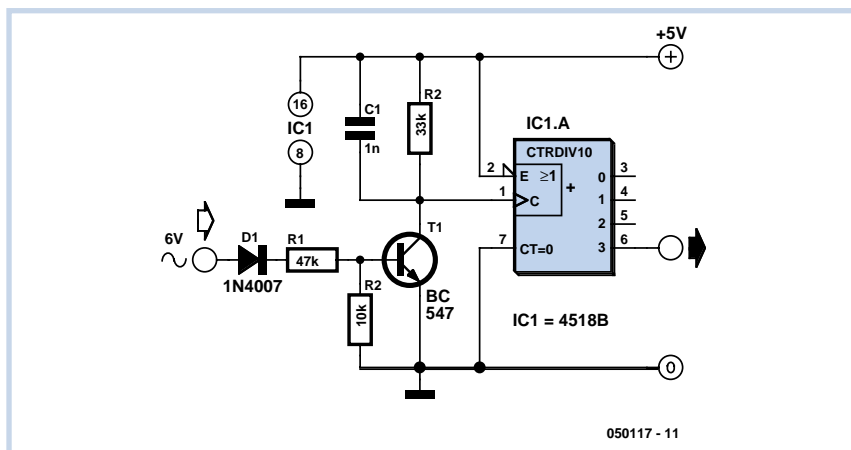 +5V
16
IC1
8
C1
1n
R2
33k
IC1.A
CTRDIV10
2
E
≥1
+
0
3
1
C
1
4
2
5
7
CT=0
3
6
6V
D1
1N4007
R1
47k
T1
R2
10k
BC
547
IC1 = 4518B
0
050117 - 11